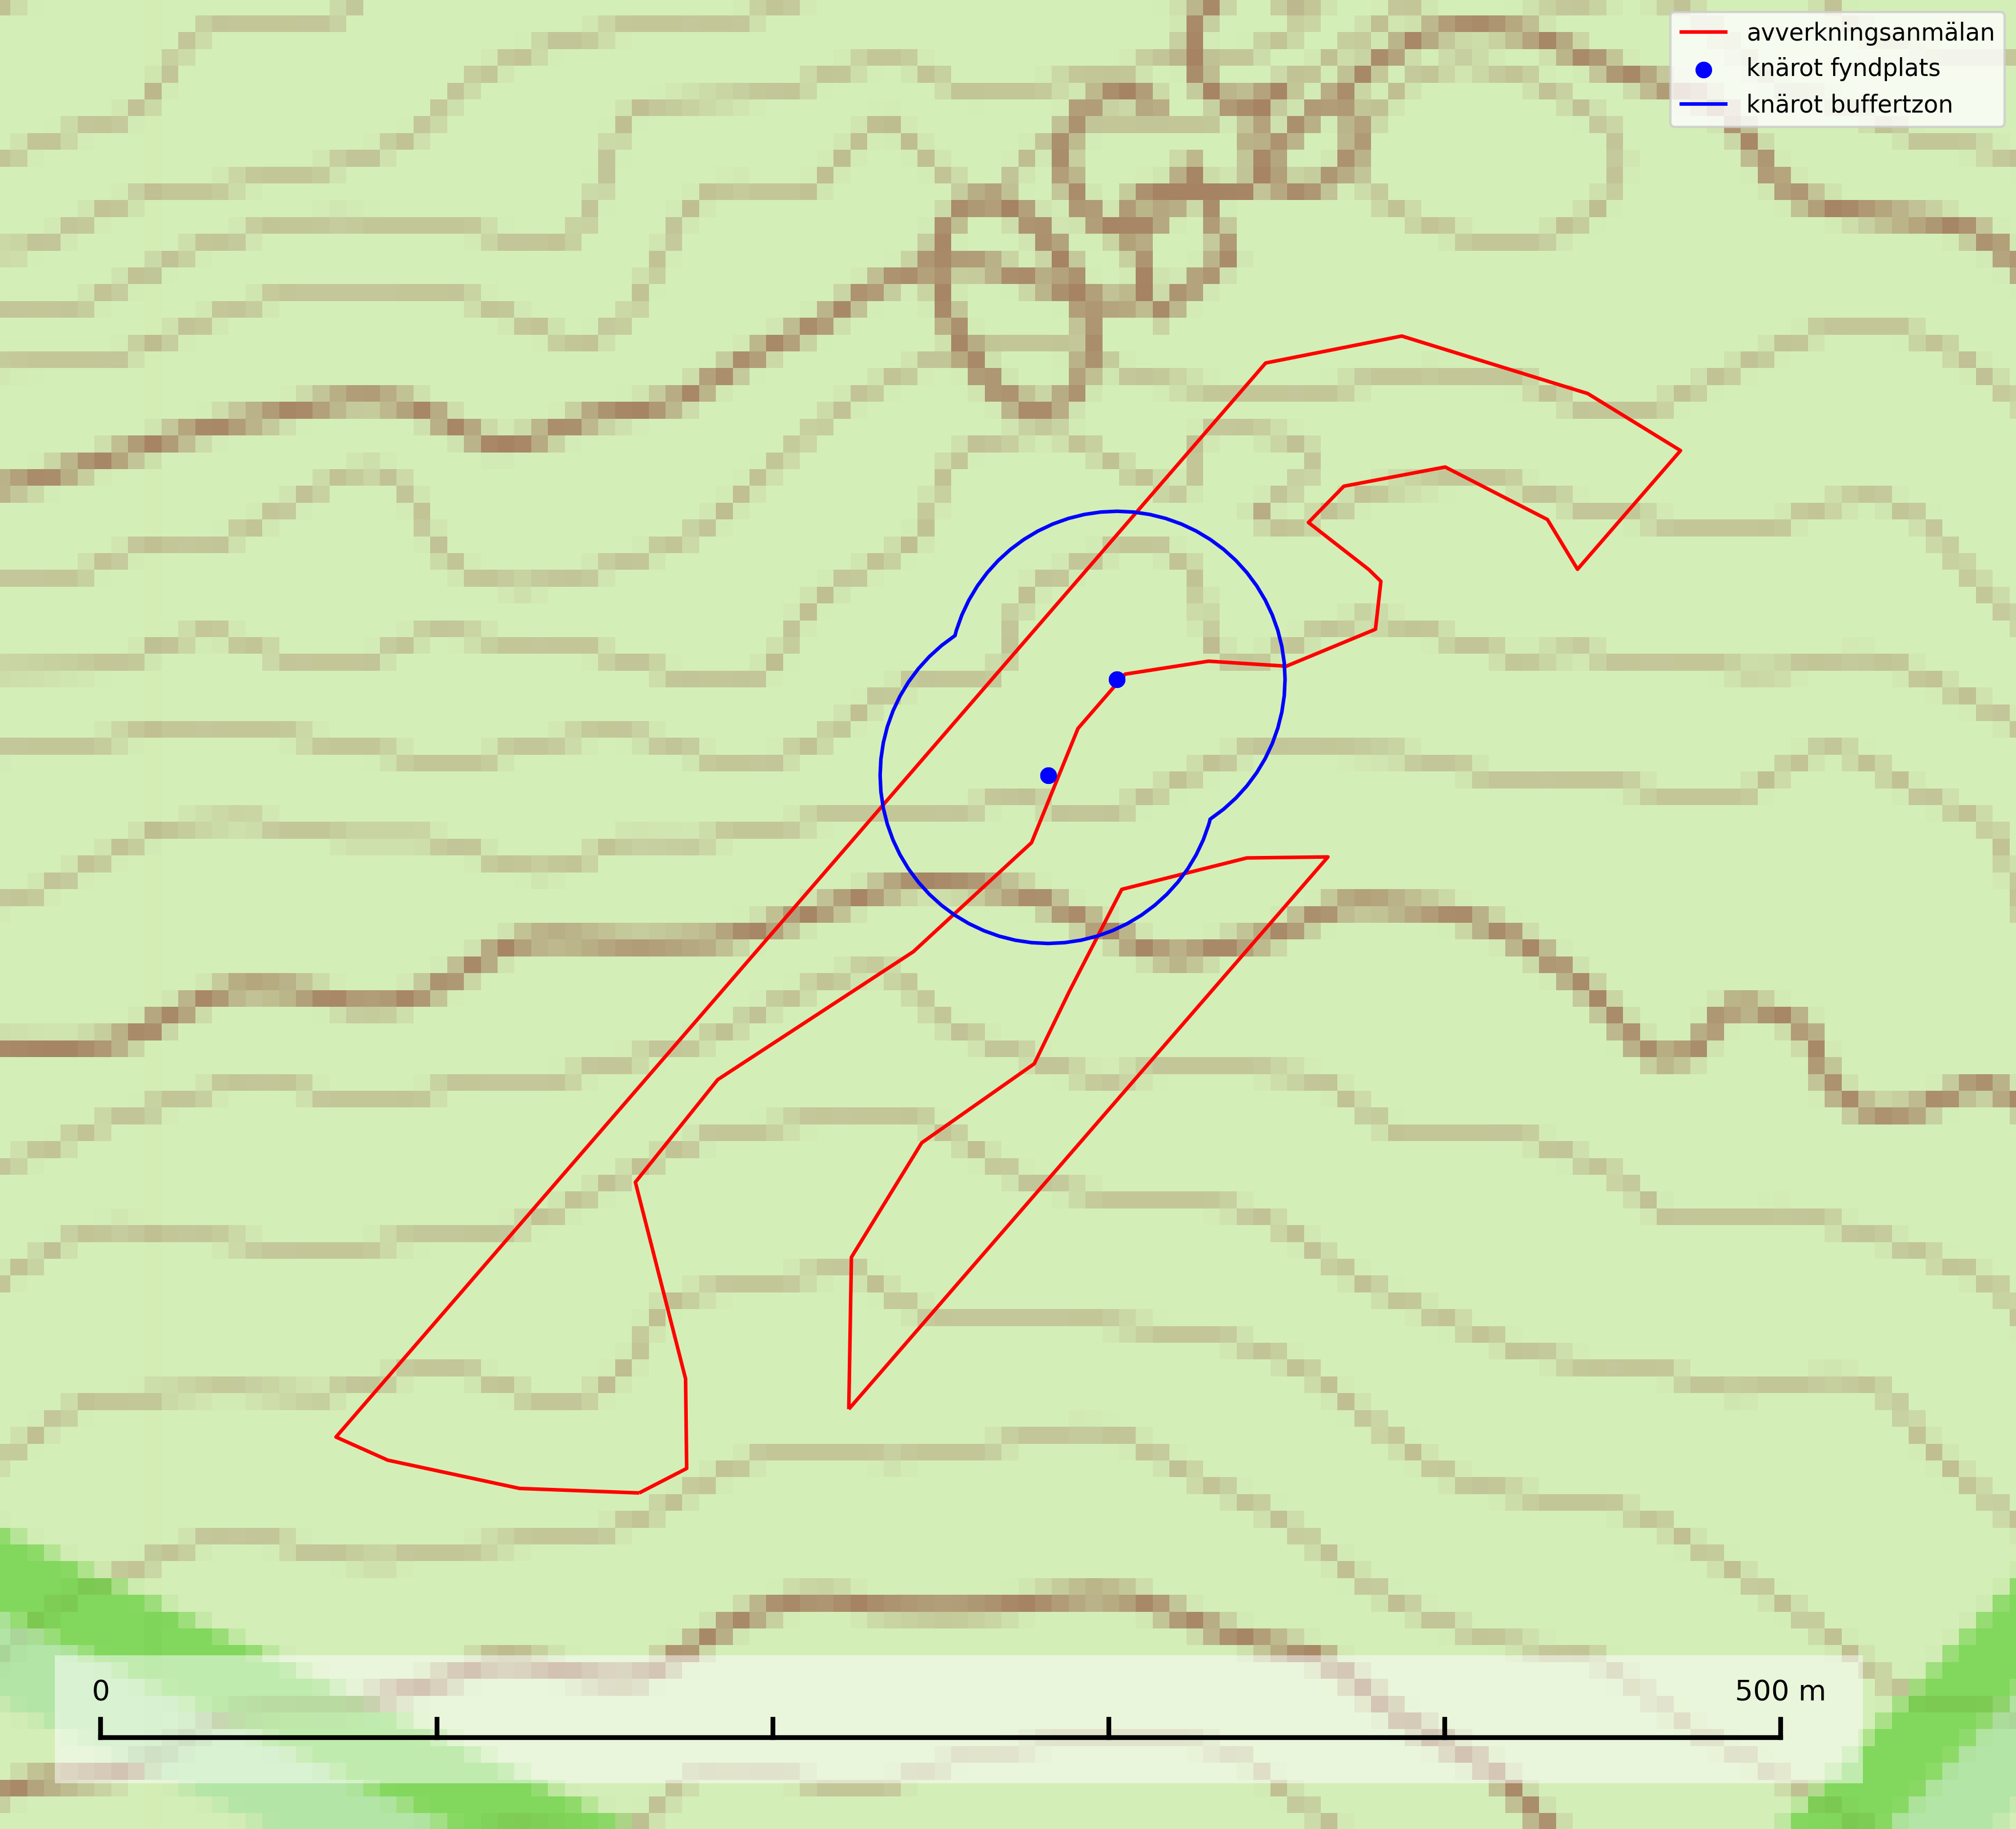 avverkningsanmälan
knärot fyndplats
knärot buffertzon
0
500 m